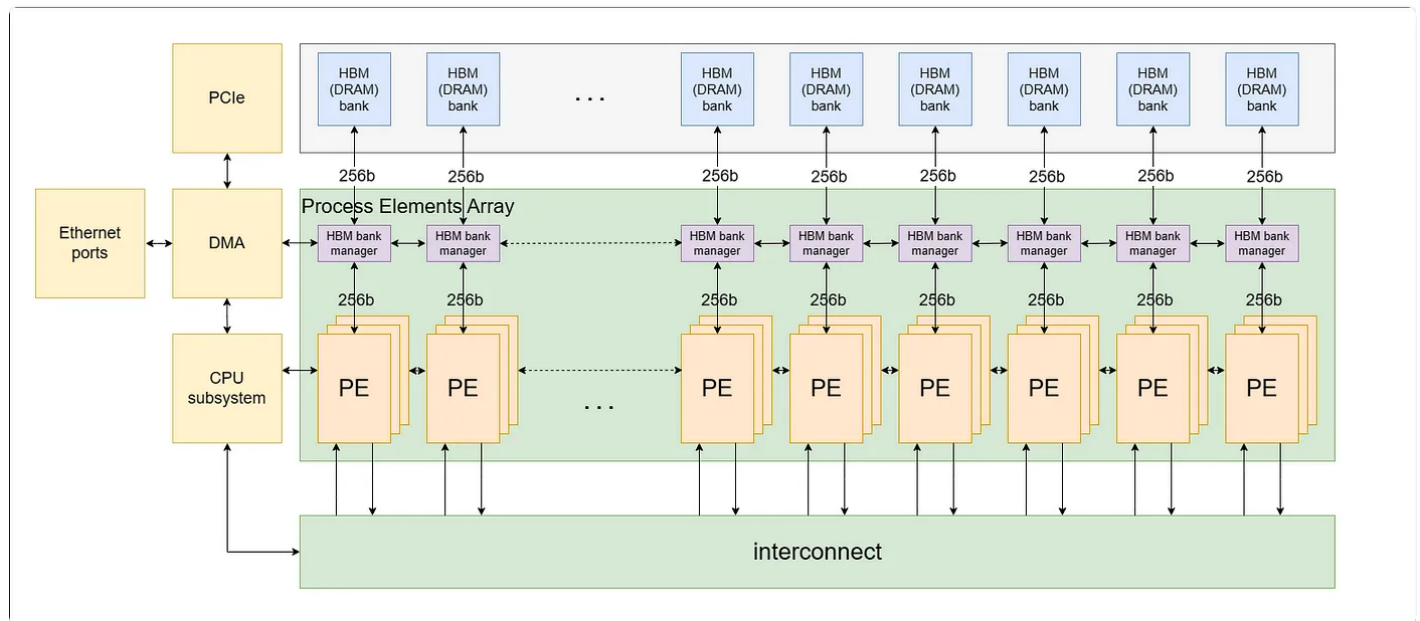 PCIe
HBM
(DRAM)
bank
HBM
(DRAM)
bank
. . .
HBM
(DRAM)
bank
HBM
(DRAM)
bank
HBM
(DRAM)
bank
HBM
(DRAM)
bank
HBM
(DRAM)
bank
HBM
(DRAM)
bank
256b
256b
256b
256b
256b
256b
256b
256b
Process Elements Array
Ethernet
ports
DMA
HBM bank
manager
HBM bank
manager
HBM bank
manager
HBM bank
manager
HBM bank
manager
HBM bank
manager
HBM bank
manager
HBM bank
manager
256b
256b
256b
256b
256b
256b
256b
256b
CPU
subsystem
PE
PE
. . .
PE
PE
PE
PE
PE
PE
interconnect